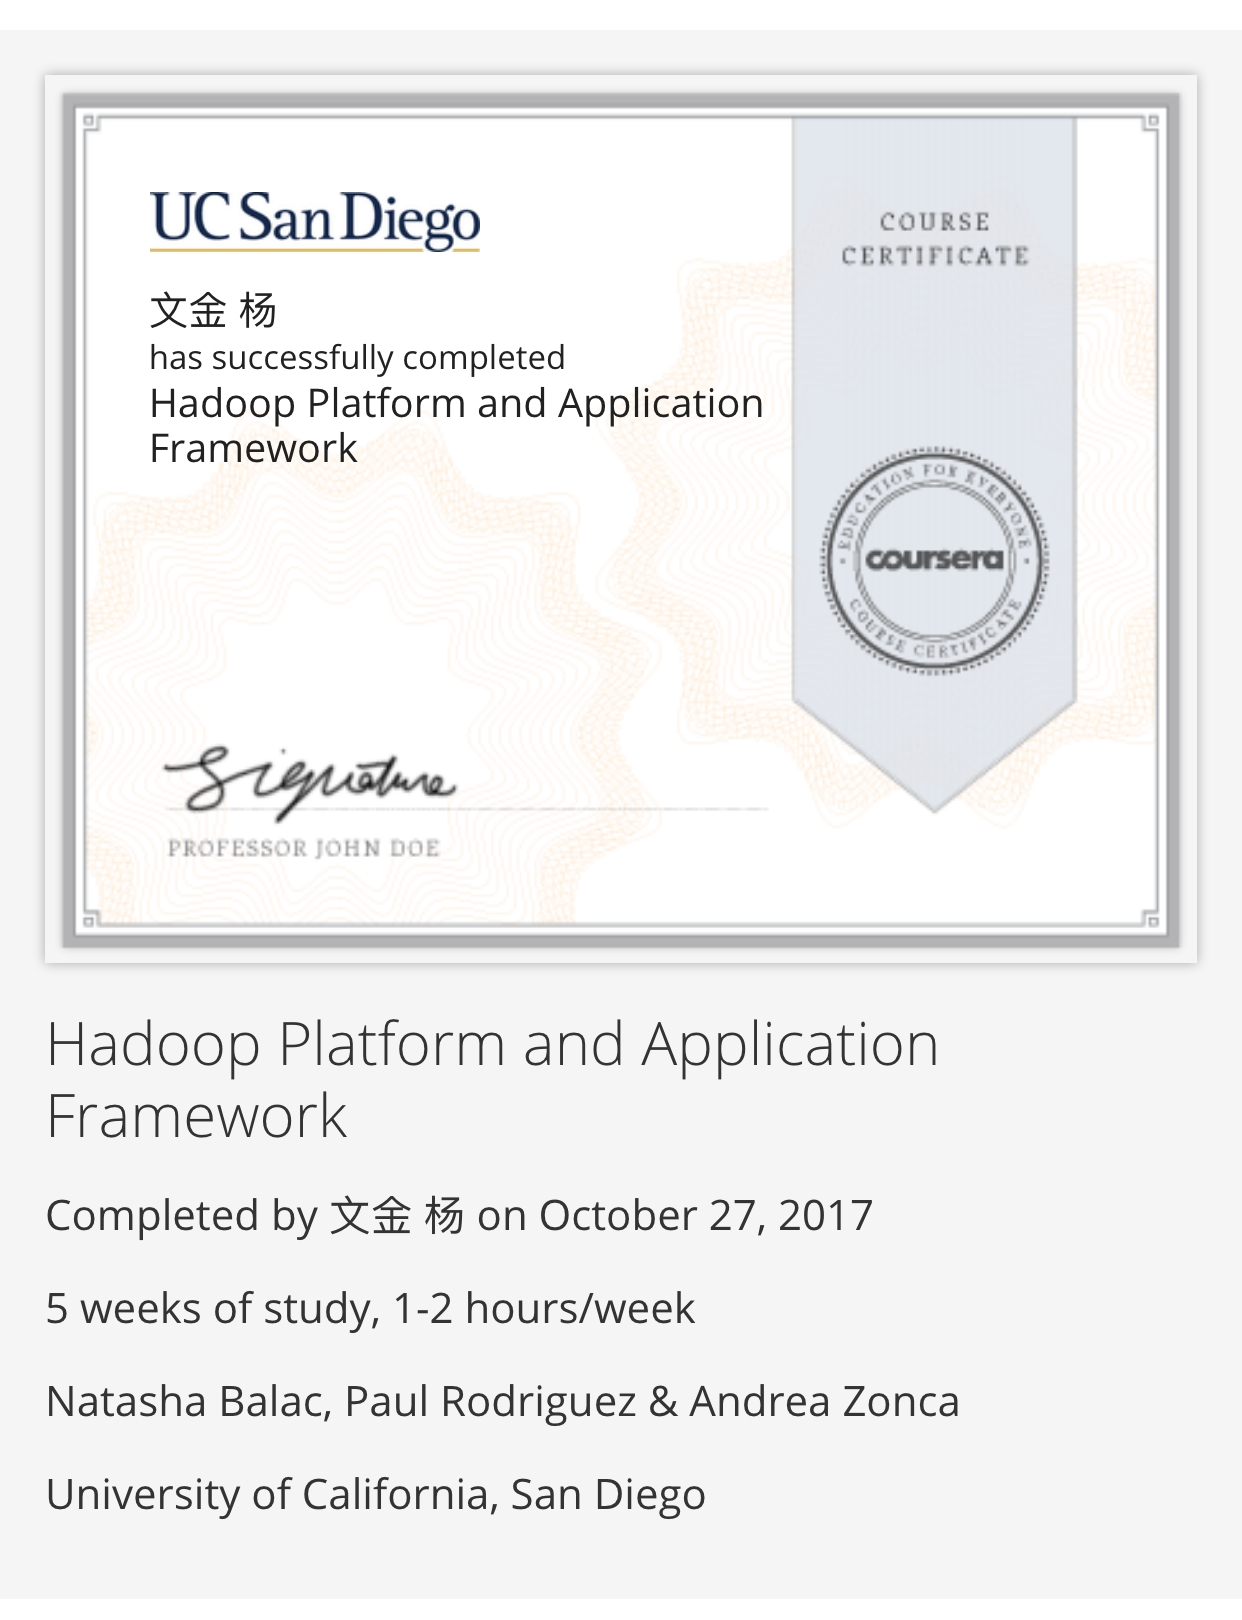 UC San Diego
文金 杨
has successfully completed
Hadoop Platform and Application
Framework
COURSE
CERTIFICATE
EDUCATION FOR EVERYONE
coursera
COURSE CERTIFICATE
Signature
PROFESSOR JOHN DOE
Hadoop Platform and Application
Framework
Completed by 文金 杨 on October 27, 2017
5 weeks of study, 1-2 hours/week
Natasha Balac, Paul Rodriguez & Andrea Zonca
University of California, San Diego